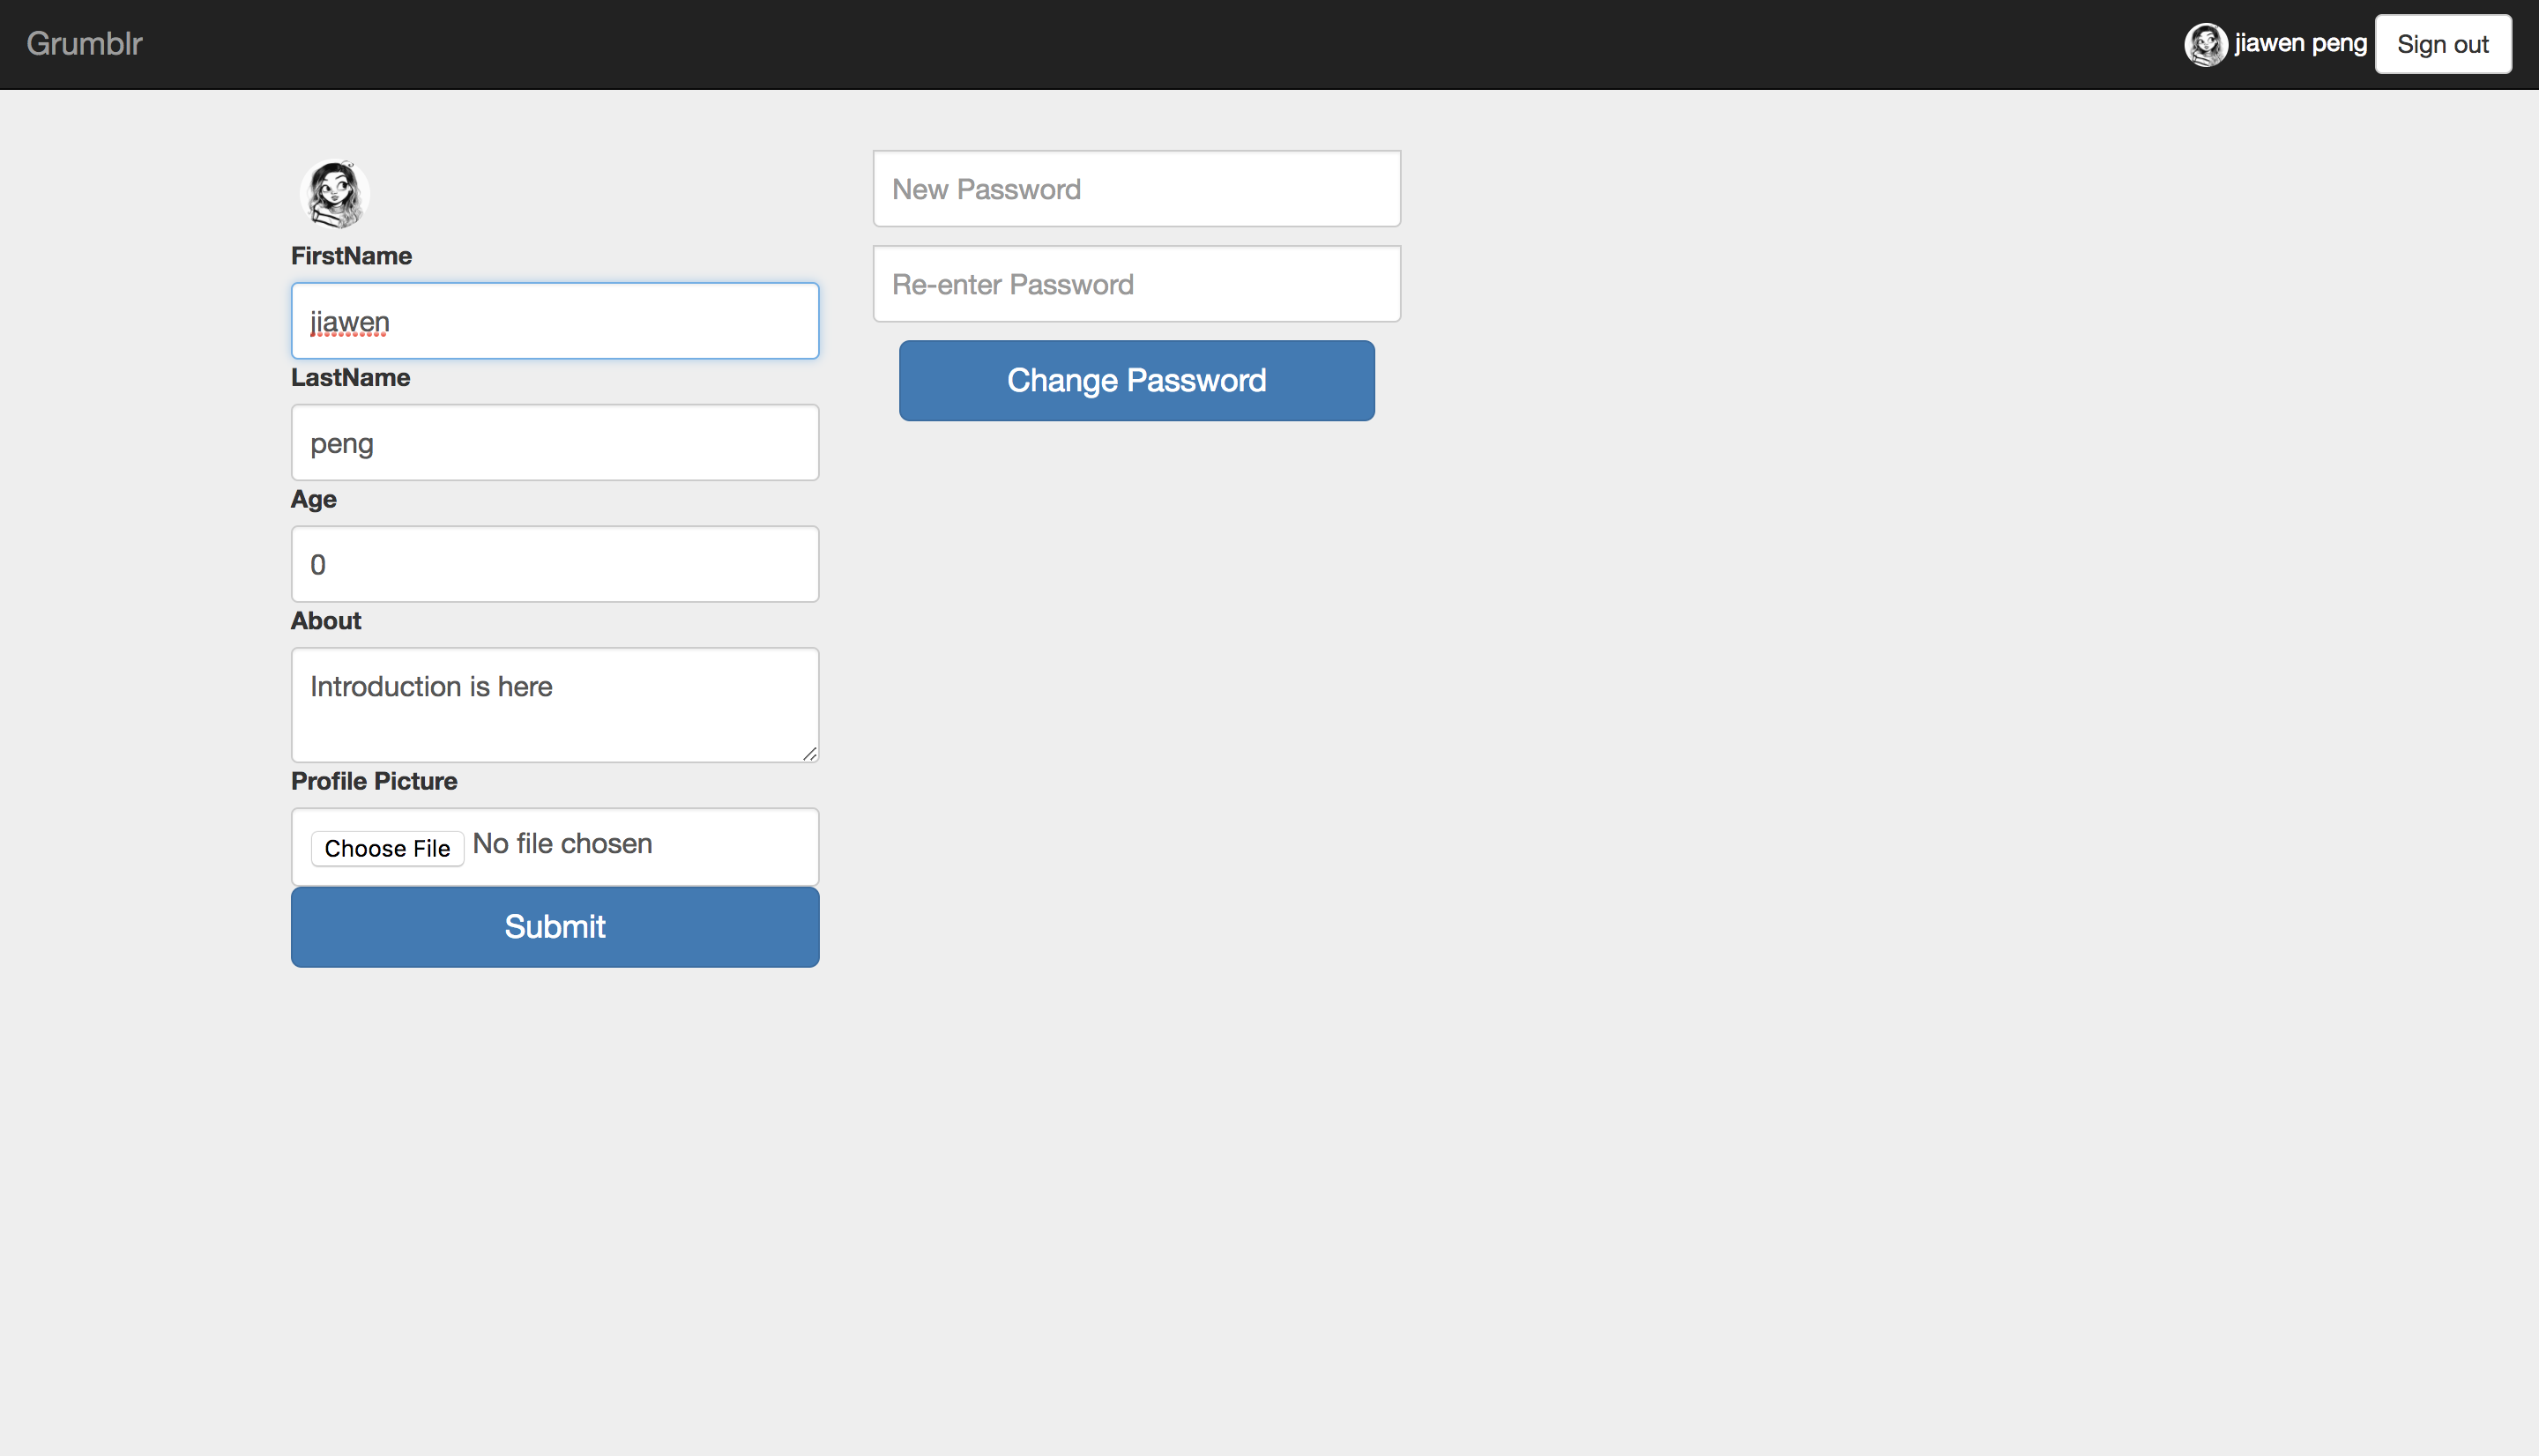 Grumblr
jiawen peng
Sign out
FirstName
jiawen
LastName
peng
Age
0
About
Introduction is here
Profile Picture
Choose File No file chosen
Submit
New Password
Re-enter Password
Change Password